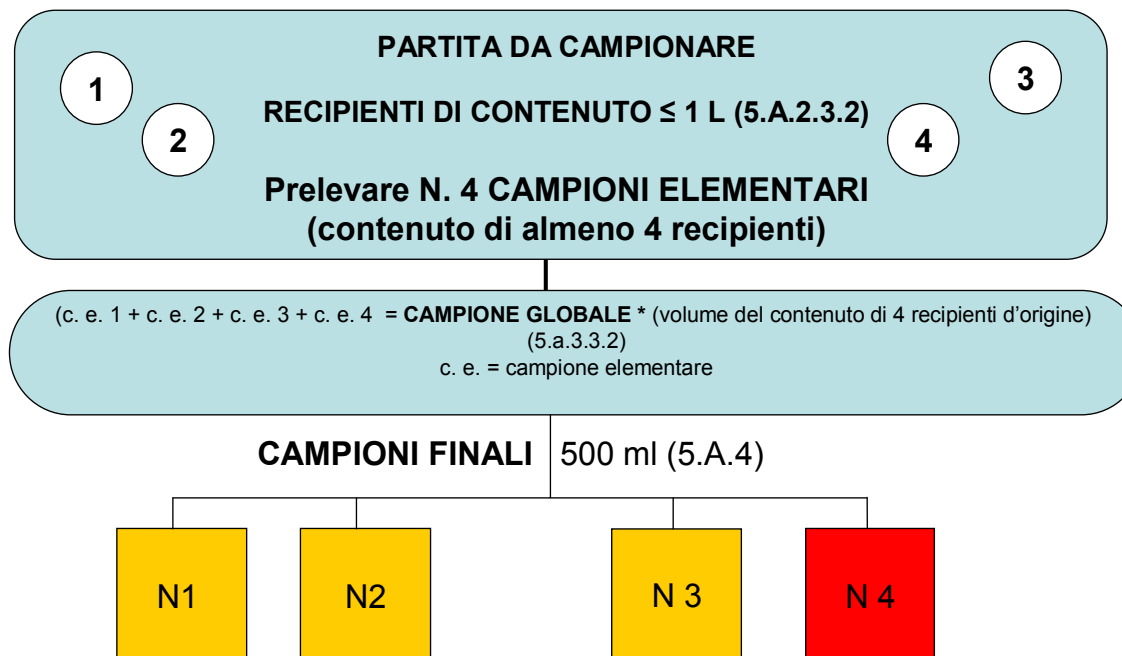 PARTITA DA CAMPIONARE
1
3
2
RECIPIENTI DI CONTENUTO ≤ 1 L (5.A.2.3.2)
4
Prelevare N. 4 CAMPIONI ELEMENTARI
(contenuto di almeno 4 recipienti)
(c. e. 1 + c. e. 2 + c. e. 3 + c. e. 4 = CAMPIONE GLOBALE * (volume del contenuto di 4 recipienti d'origine)
(5.a.3.3.2)
c. e. = campione elementare
CAMPIONI FINALI 500 ml (5.A.4)
N1
N2
N 3
N 4